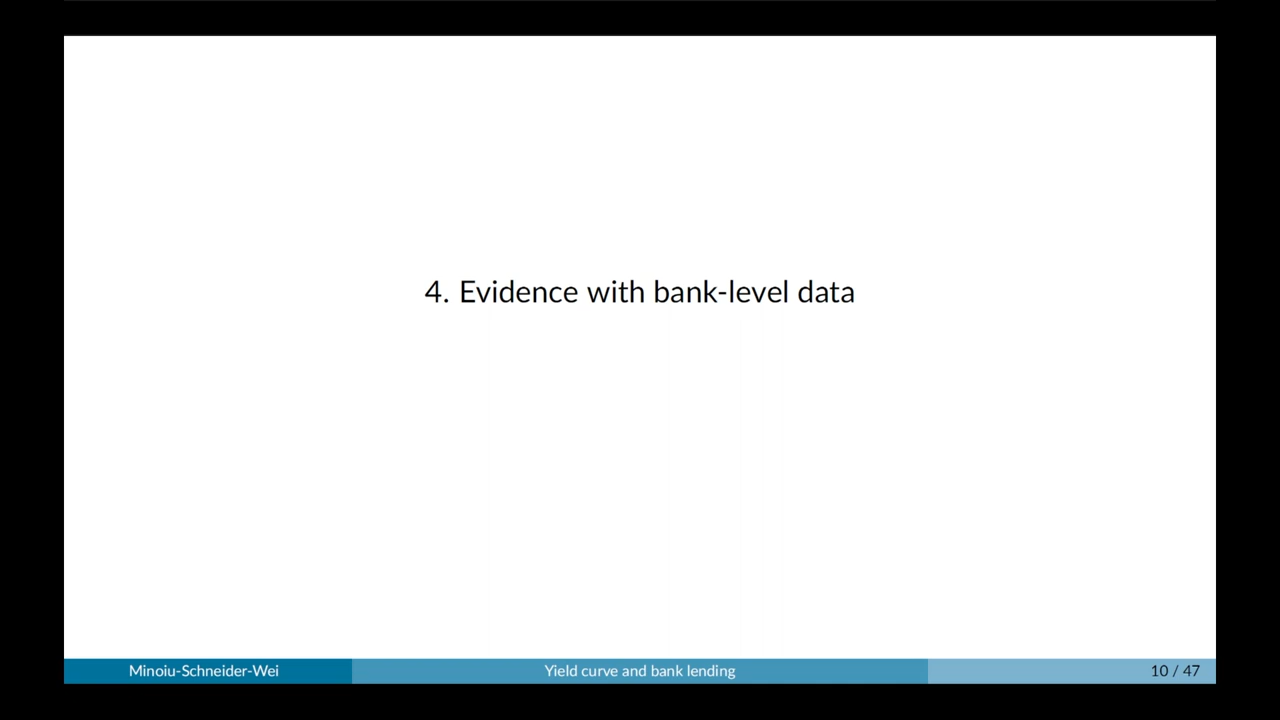 4. Evidence with bank-level data
Minoiu-Schneider-Wei
Yield curve and bank lending
10 / 47